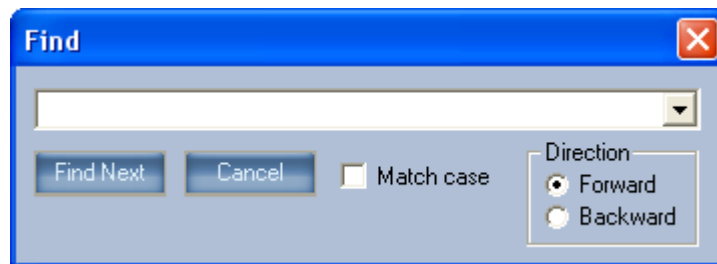 Find
Find Next
Cancel
Match case
Direction
Forward
Backward